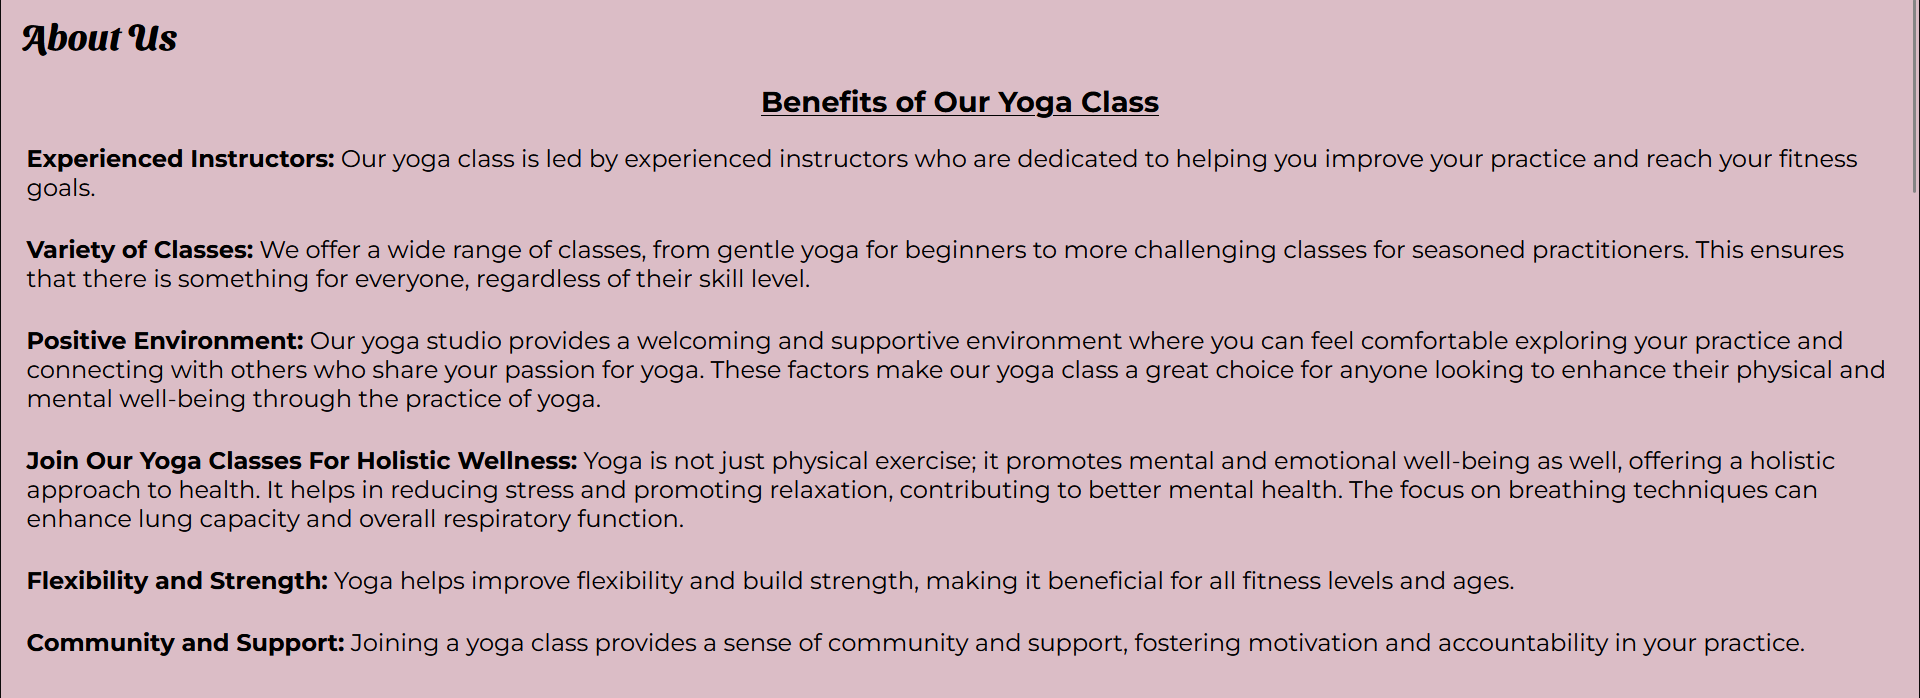 About Us
Benefits of Our Yoga Class
Experienced Instructors: Our yoga class is led by experienced instructors who are dedicated to helping you improve your practice and reach your fitness
goals.
Variety of Classes: We offer a wide range of classes, from gentle yoga for beginners to more challenging classes for seasoned practitioners. This ensures
that there is something for everyone, regardless of their skill level.
Positive Environment: Our yoga studio provides a welcoming and supportive environment where you can feel comfortable exploring your practice and
connecting with others who share your passion for yoga. These factors make our yoga class a great choice for anyone looking to enhance their physical and
mental well-being through the practice of yoga.
Join Our Yoga Classes For Holistic Wellness: Yoga is not just physical exercise; it promotes mental and emotional well-being as well, offering a holistic
approach to health. It helps in reducing stress and promoting relaxation, contributing to better mental health. The focus on breathing techniques can
enhance lung capacity and overall respiratory function.
Flexibility and Strength: Yoga helps improve flexibility and build strength, making it beneficial for all fitness levels and ages.
Community and Support: Joining a yoga class provides a sense of community and support, fostering motivation and accountability in your practice.